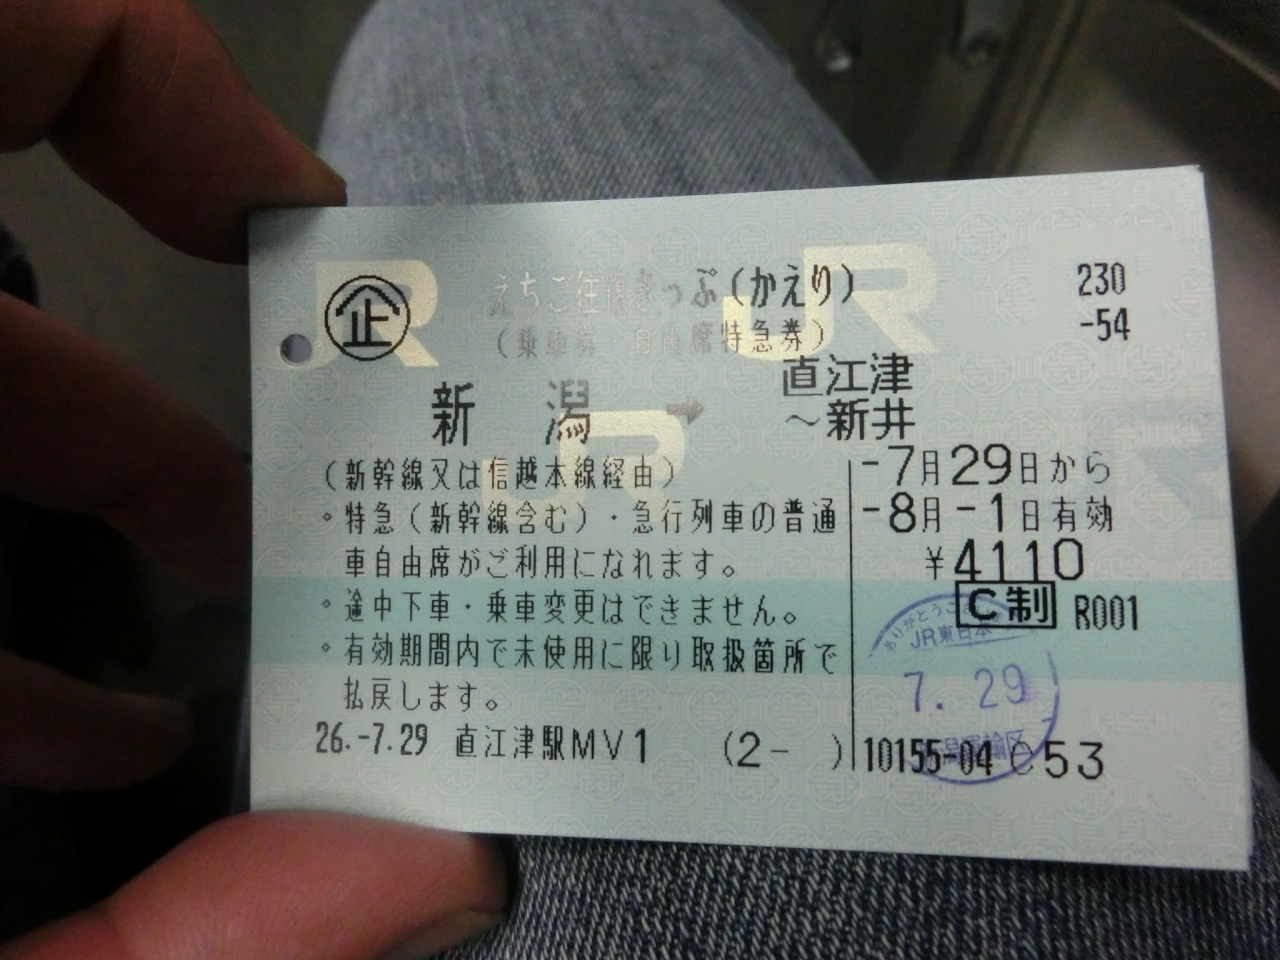 企 えちご往復きっぷ(かえり) 230
(乗車券 自由席特急券) -54
新潟 → 直江津
～新井
(新幹線又は信越本線経由) -7月29日から
・特急(新幹線含む)・急行列車の普通 -8月-1日有効
車自由席がご利用になれます。 ¥4110
・途中下車・乗車変更はできません。 C制 R001
・有効期間内で未使用に限り取扱箇所で
払戻します。
JR東日本
7. 29
26.-7.29 直江津駅MV1 (2- ) 10155-04 53